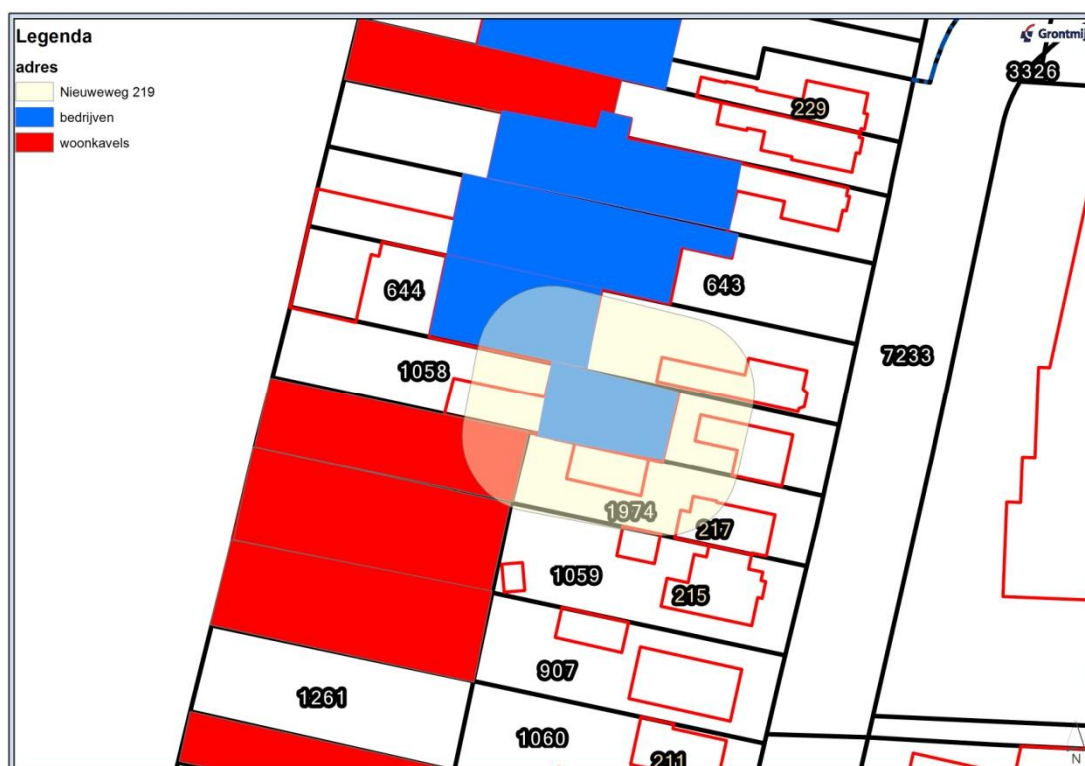 Legenda
adres
Nieuweweg 219
bedrijven
woonkavels
Grontmij
3326
229
643
644
7233
1058
1974
217
1059
215
907
1261
1060
211
N